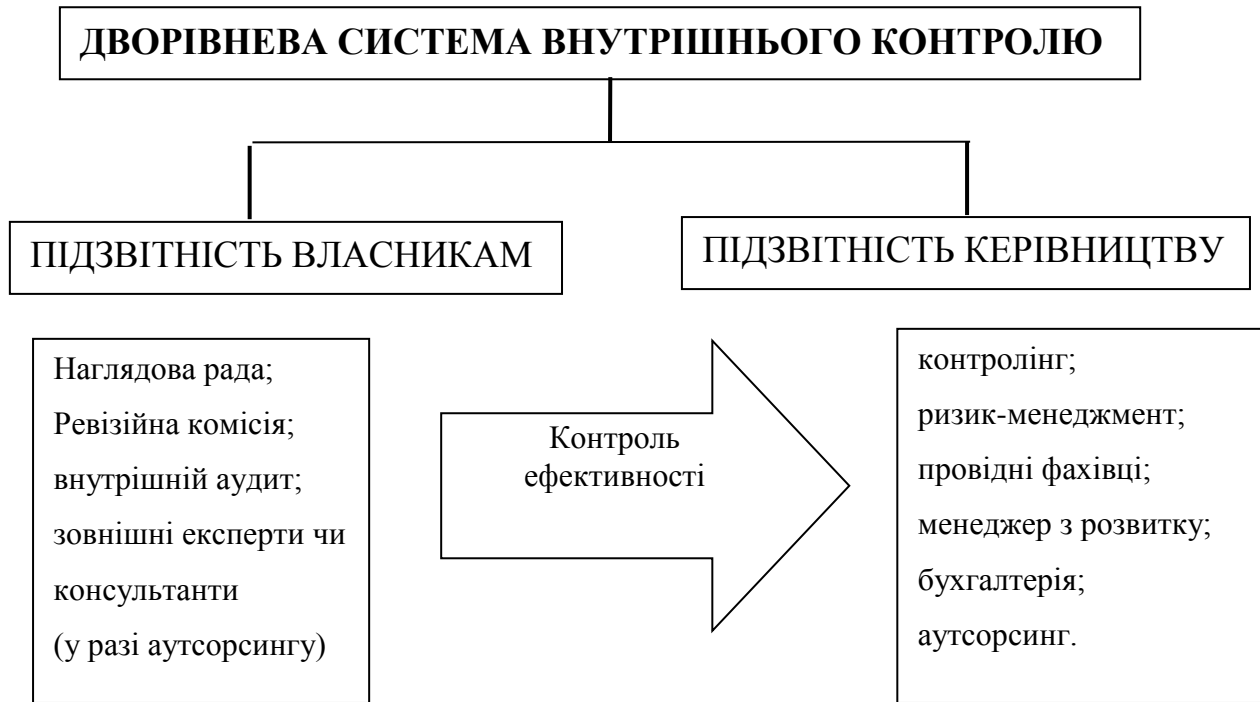 ДВОРІВНЕВА СИСТЕМА ВНУТРІШНЬОГО КОНТРОЛЮ
ПІДЗВІТНІСТЬ ВЛАСНИКАМ
ПІДЗВІТНІСТЬ КЕРІВНИЦТВУ
Наглядова рада;
Ревізійна комісія;
внутрішній аудит;
зовнішні експерти чи
консультанти
(у разі аутсорсингу)
Контроль
ефективності
контролінг;
ризик-менеджмент;
провідні фахівці;
менеджер з розвитку;
бухгалтерія;
аутсорсинг.